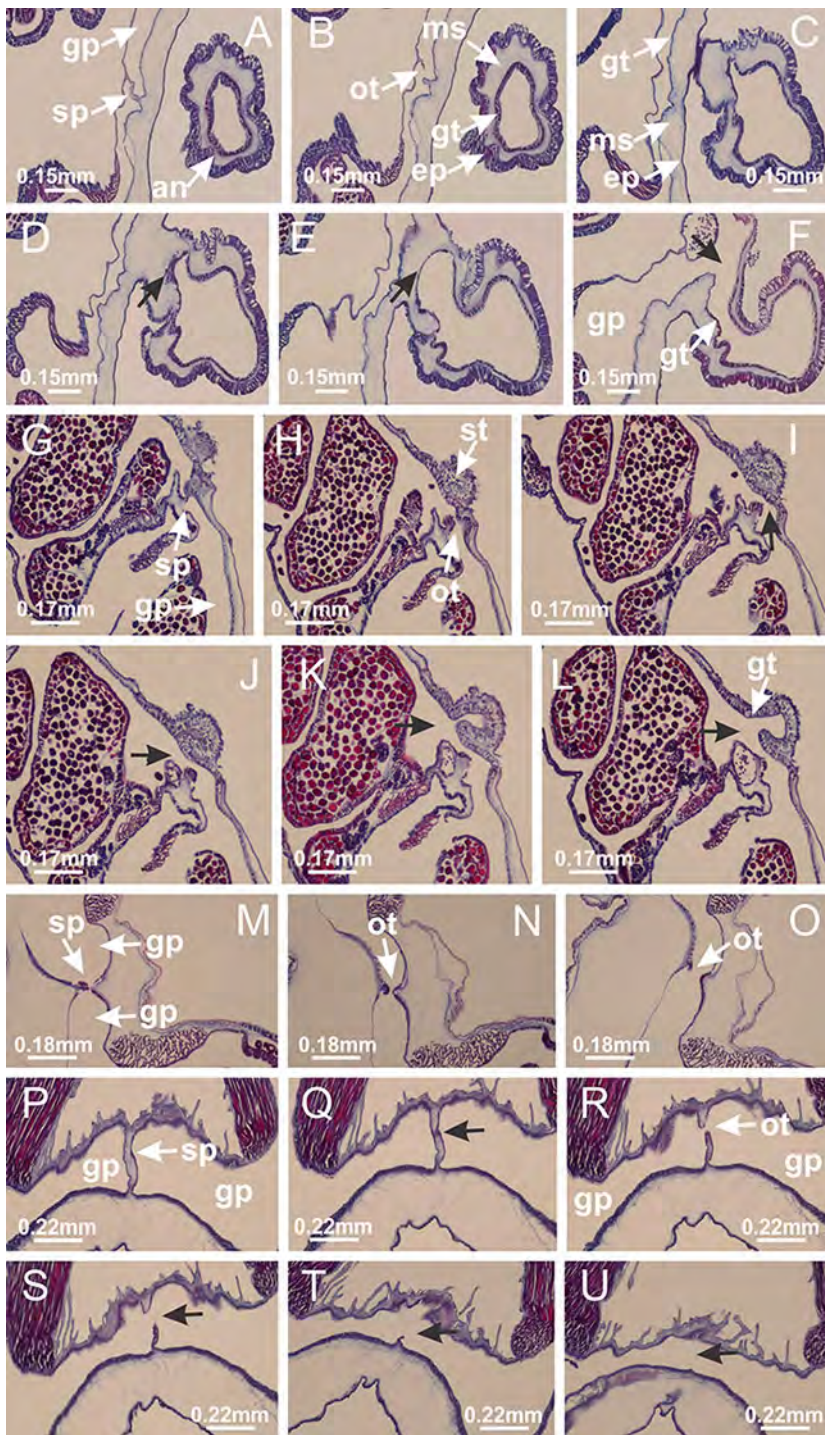 A
gp
sp
an
0.15mm
B
ms
ot
gt
ep
0.15mm
C
gt
ms
ep
0.15mm
D
0.15mm
E
0.15mm
F
gp
gt
0.15mm
G
sp
gp
0.17mm
H
st
ot
0.17mm
I
0.17mm
J
0.17mm
K
0.17mm
L
gt
0.17mm
M
sp
gp
gp
0.18mm
N
ot
0.18mm
O
ot
0.18mm
P
gp
sp
gp
0.22mm
Q
0.22mm
R
ot
gp
gp
0.22mm
S
0.22mm
T
0.22mm
U
0.22mm